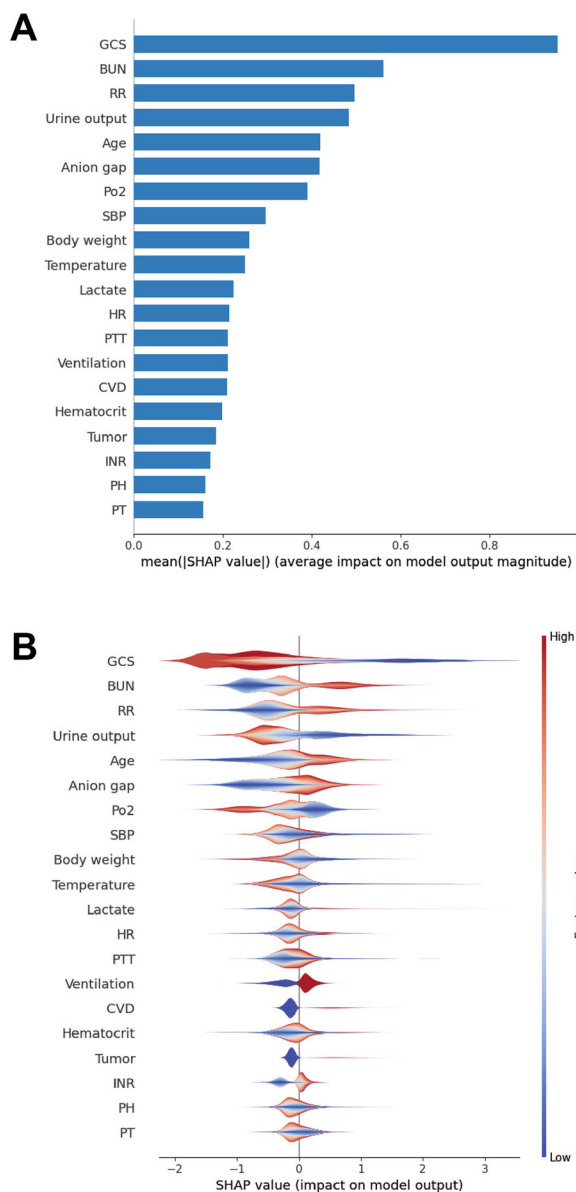 A
GCS
BUN
RR
Urine output
Age
Anion gap
Po2
SBP
Body weight
Temperature
Lactate
HR
PTT
Ventilation
CVD
Hematocrit
Tumor
INR
PH
PT
0.0 0.2 0.4 0.6 0.8
mean(|SHAP value|) (average impact on model output magnitude)
B
High
GCS
BUN
RR
Urine output
Age
Anion gap
Po2
SBP
Body weight
Temperature
Lactate
HR
PTT
Ventilation
CVD
Hematocrit
Tumor
INR
PH
PT
Low
−2 −1 0 1 2 3
SHAP value (impact on model output)